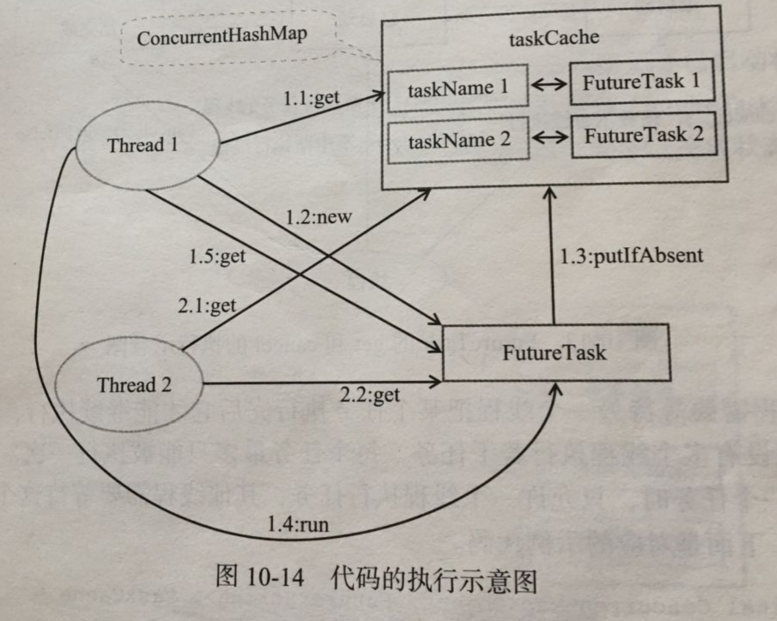 ConcurrentHashMap
taskCache
taskName 1
FutureTask 1
taskName 2
FutureTask 2
1.1:get
Thread 1
1.2:new
1.5:get
1.3:putIfAbsent
2.1:get
FutureTask
Thread 2
2.2:get
1.4:run
图 10-14 代码的执行示意图